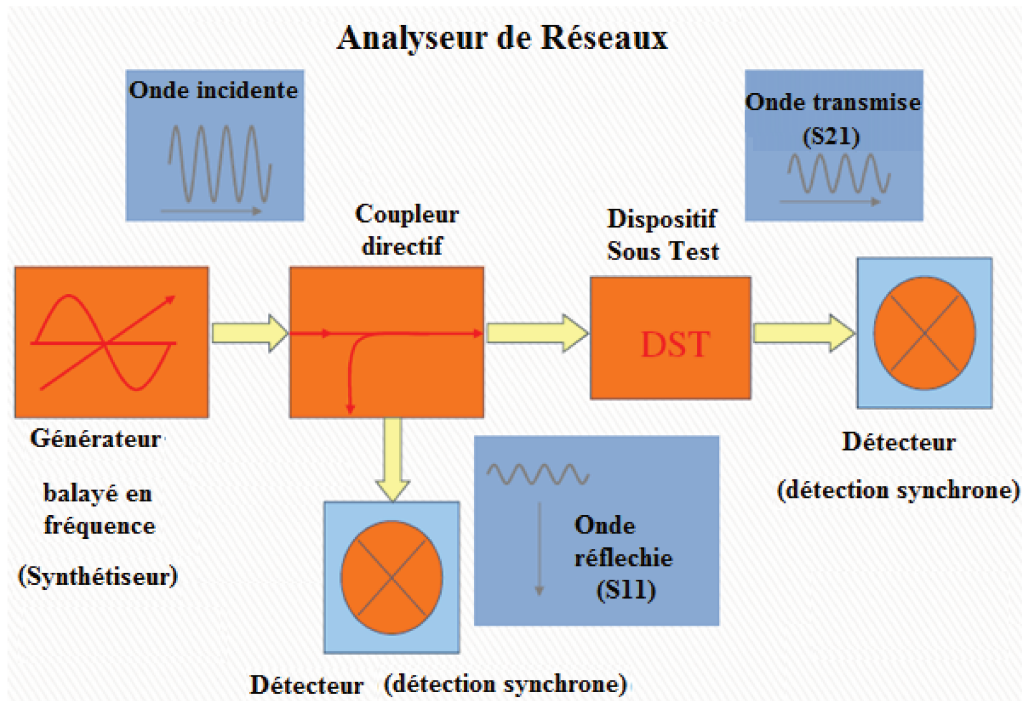 Analyseur de Réseaux
Onde incidente
Onde transmise
(S21)
Coupleur
directif
Dispositif
Sous Test
DST
Générateur
balayé en
fréquence
(Synthétiseur)
Onde
réflechie
(S11)
Détecteur
(détection synchrone)
Détecteur (détection synchrone)